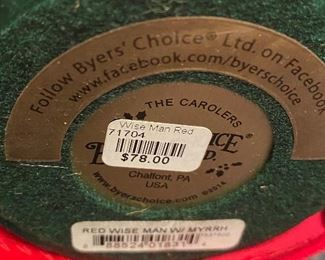 Follow Byers' Choice® Ltd. on Facebook
www.facebook.com/byerschoice
THE CAROLERS
Wise Man Red
71704
$78.00
Chalfont, PA
USA
www.byerschoice.com ©2014
RED WISE MAN W/ MYRRH